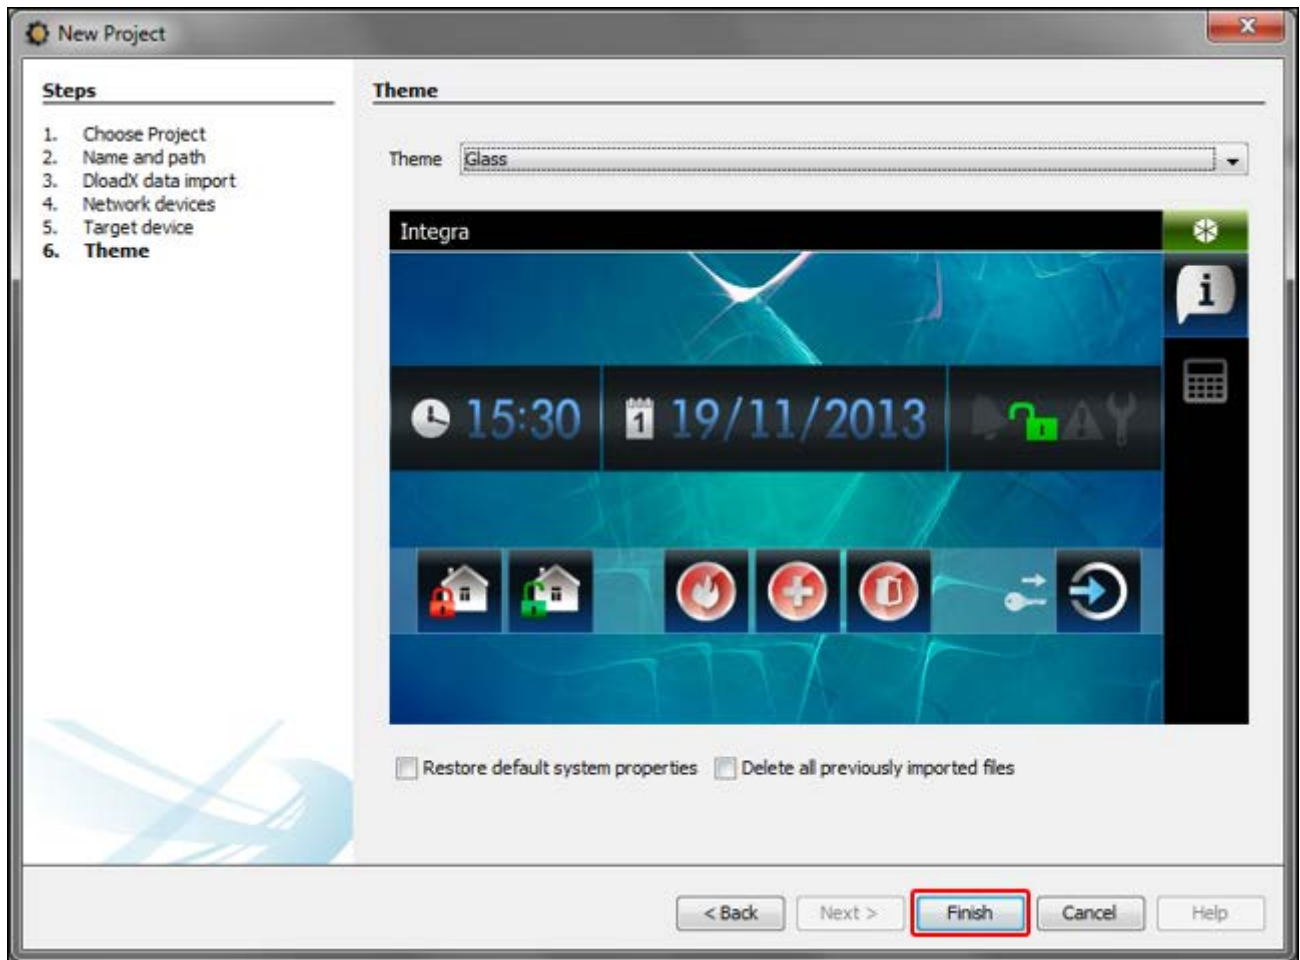 New Project
Steps
1. Choose Project
2. Name and path
3. DloadX data import
4. Network devices
5. Target device
6. Theme
Theme
Theme Glass
Integra
i
15:30 1 19/11/2013
Restore default system properties Delete all previously imported files
< Back Next > Finish Cancel Help